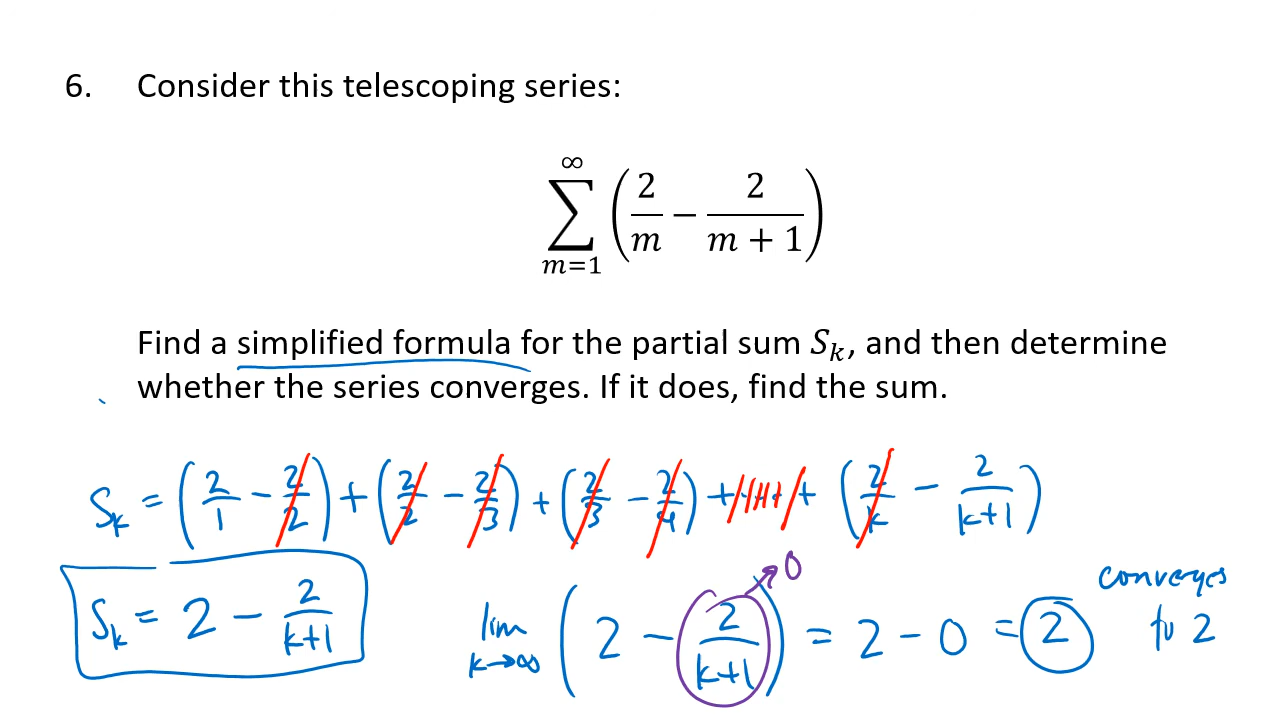 6. Consider this telescoping series:
∑_{m=1}^{∞} (2/m − 2/(m + 1))
Find a simplified formula for the partial sum S_k, and then determine
whether the series converges. If it does, find the sum.
S_k = (2/1 − 2/2) + (2/2 − 2/3) + (2/3 − 2/4) + ···· + (2/k − 2/(k+1))
S_k = 2 − 2/(k+1)
lim_{k→∞} (2 − 2/(k+1)) = 2 − 0 = 2
0
converges
to 2